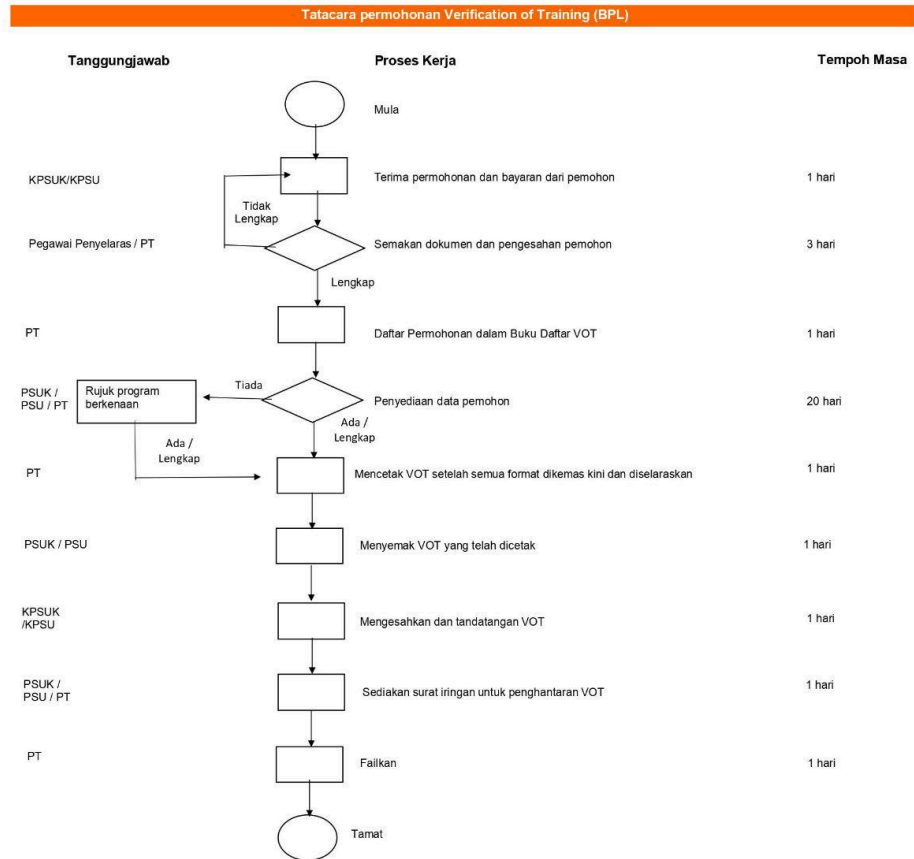 Tatacara permohonan Verification of Training (BPL)
Tanggungjawab
Proses Kerja
Tempoh Masa
Mula
KPSUK/KPSU
Terima permohonan dan bayaran dari pemohon
1 hari
Tidak
Lengkap
Pegawai Penyelaras / PT
Semakan dokumen dan pengesahan pemohon
3 hari
Lengkap
PT
Daftar Permohonan dalam Buku Daftar VOT
1 hari
PSUK /
PSU / PT
Rujuk program
berkenaan
Tiada
Penyediaan data pemohon
20 hari
Ada /
Lengkap
Ada /
Lengkap
PT
Mencetak VOT setelah semua format dikemas kini dan diselaraskan
1 hari
PSUK / PSU
Menyemak VOT yang telah dicetak
1 hari
KPSUK
/KPSU
Mengesahkan dan tandatangan VOT
1 hari
PSUK /
PSU / PT
Sediakan surat iringan untuk penghantaran VOT
1 hari
PT
Failkan
1 hari
Tamat